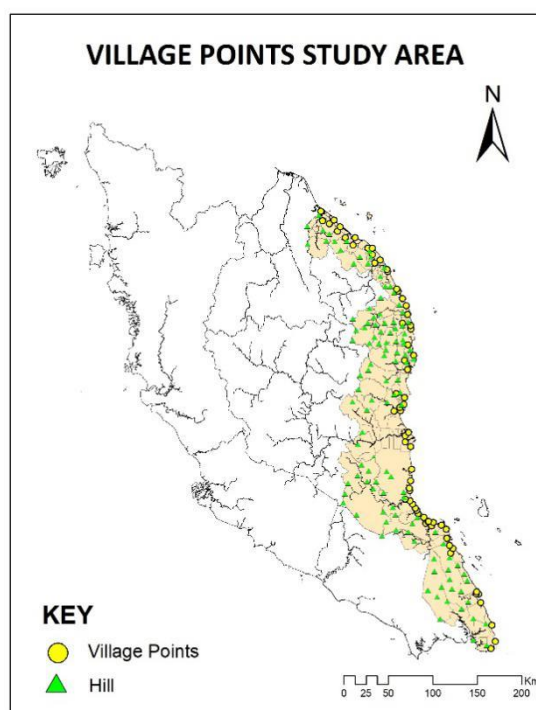 VILLAGE POINTS STUDY AREA
N
KEY
Village Points
Hill
Km
0 25 50 100 150 200